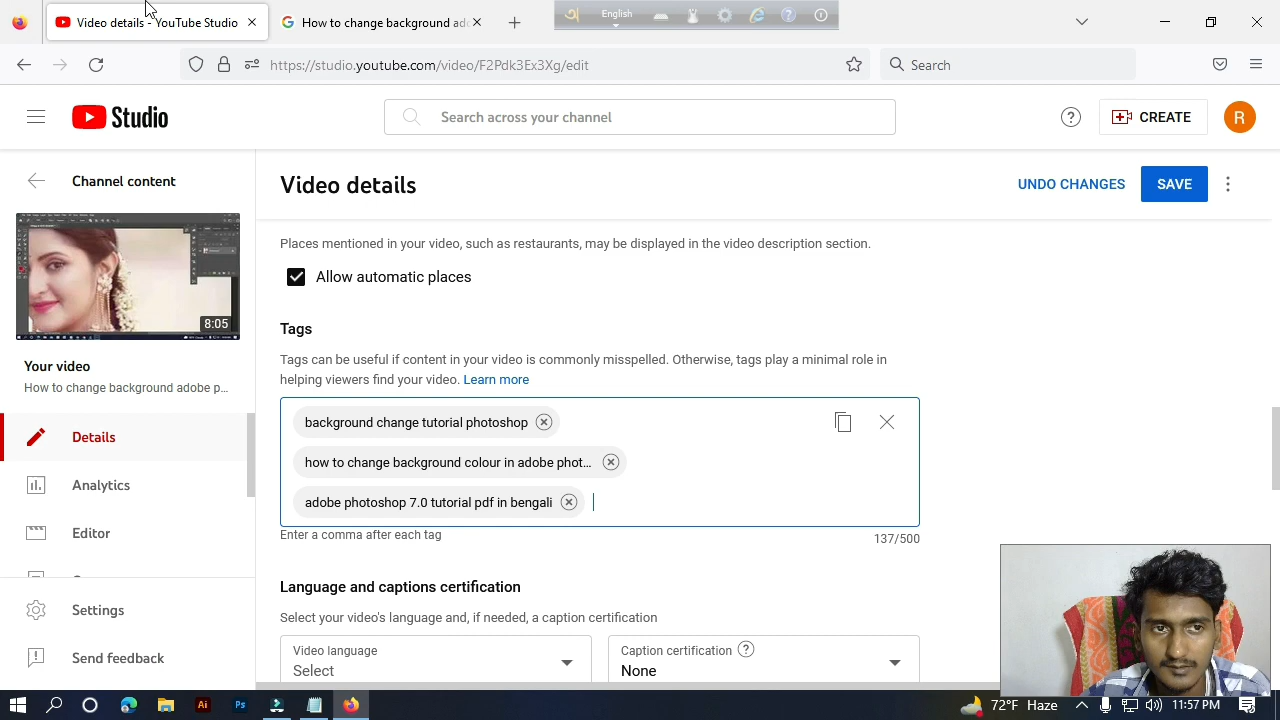 Video details - YouTube Studio
How to change background ado
English
https://studio.youtube.com/video/F2Pdk3Ex3Xg/edit
Search
Studio
Search across your channel
CREATE
R
Channel content
Video details
UNDO CHANGES
SAVE
Places mentioned in your video, such as restaurants, may be displayed in the video description section.
Allow automatic places
8:05
Tags
Tags can be useful if content in your video is commonly misspelled. Otherwise, tags play a minimal role in
helping viewers find your video. Learn more
Your video
How to change background adobe p...
background change tutorial photoshop
how to change background colour in adobe phot...
adobe photoshop 7.0 tutorial pdf in bengali
Enter a comma after each tag
137/500
Details
Analytics
Editor
Settings
Send feedback
Language and captions certification
Select your video's language and, if needed, a caption certification
Video language
Select
Caption certification
None
Ai
Ps
72°F Haze
11:57 PM